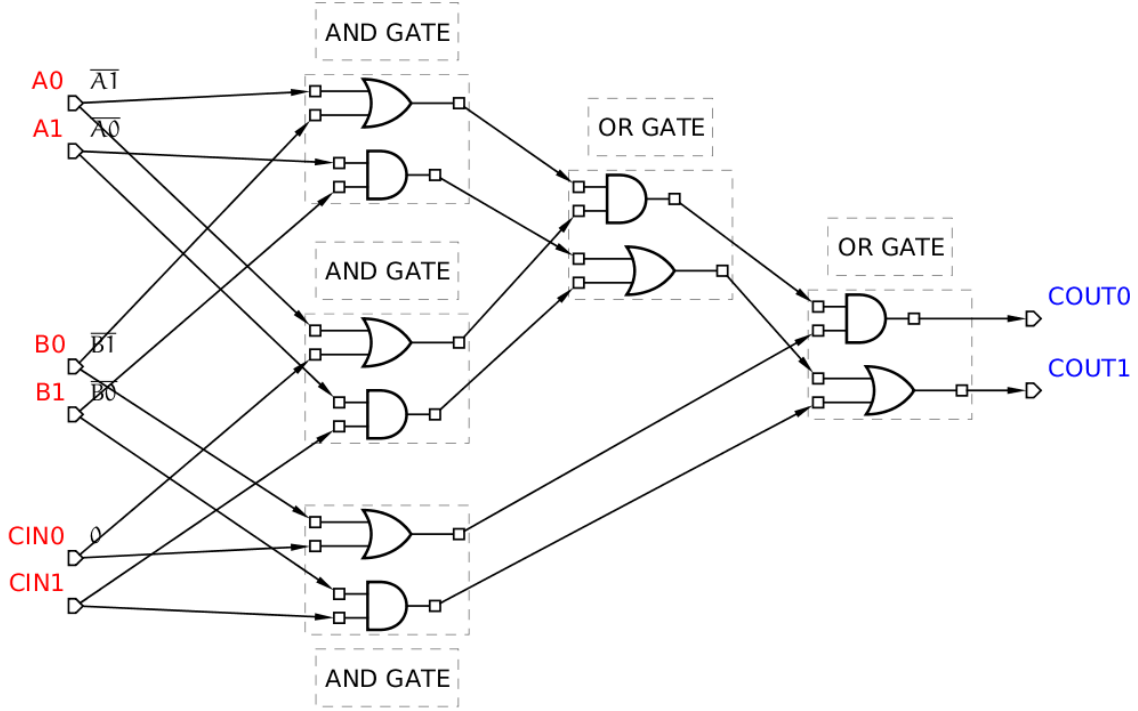 AND GATE
A0 A̅1̅
A1 A̅0̅
OR GATE
OR GATE
AND GATE
COUT0
B0 B̅1̅
COUT1
B1 B̅0̅
CIN0 0
CIN1
AND GATE